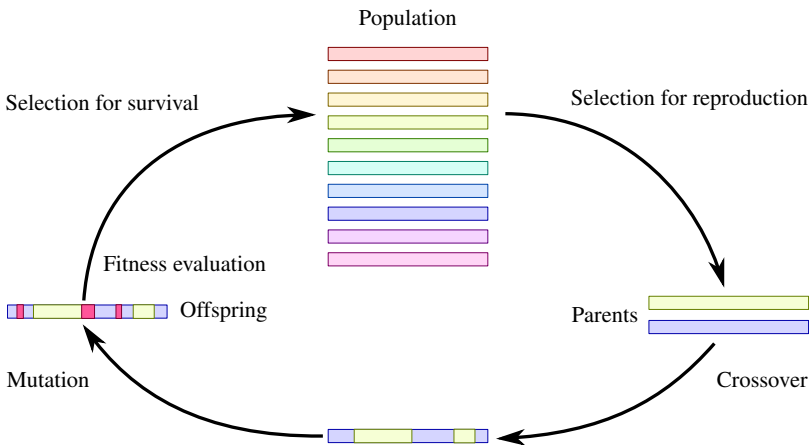 Population
Selection for survival
Selection for reproduction
Fitness evaluation
Offspring
Parents
Mutation
Crossover